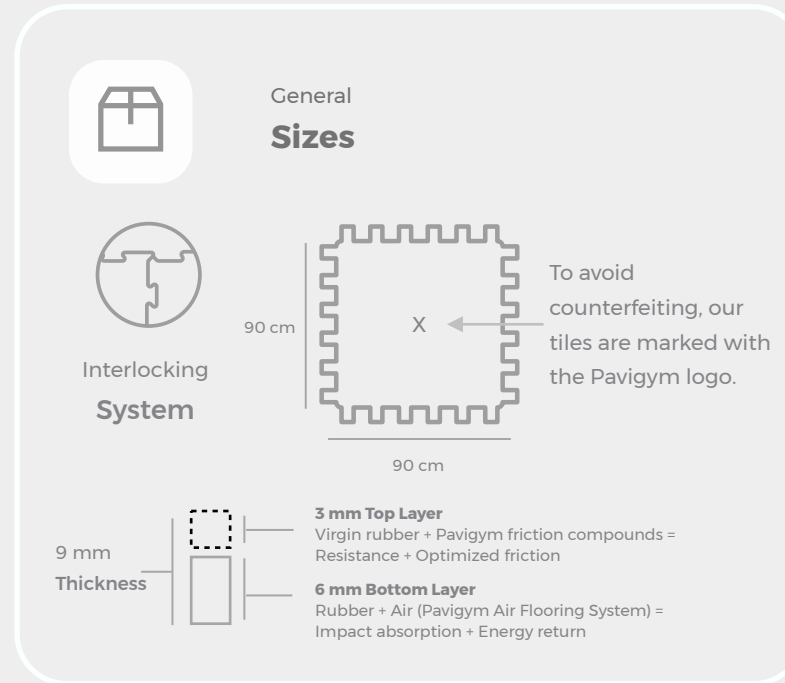 General
Sizes
90 cm
X
To avoid
counterfeiting, our
tiles are marked with
the Pavigym logo.
Interlocking
System
90 cm
9 mm
Thickness
3 mm Top Layer
Virgin rubber + Pavigym friction compounds =
Resistance + Optimized friction
6 mm Bottom Layer
Rubber + Air (Pavigym Air Flooring System) =
Impact absorption + Energy return